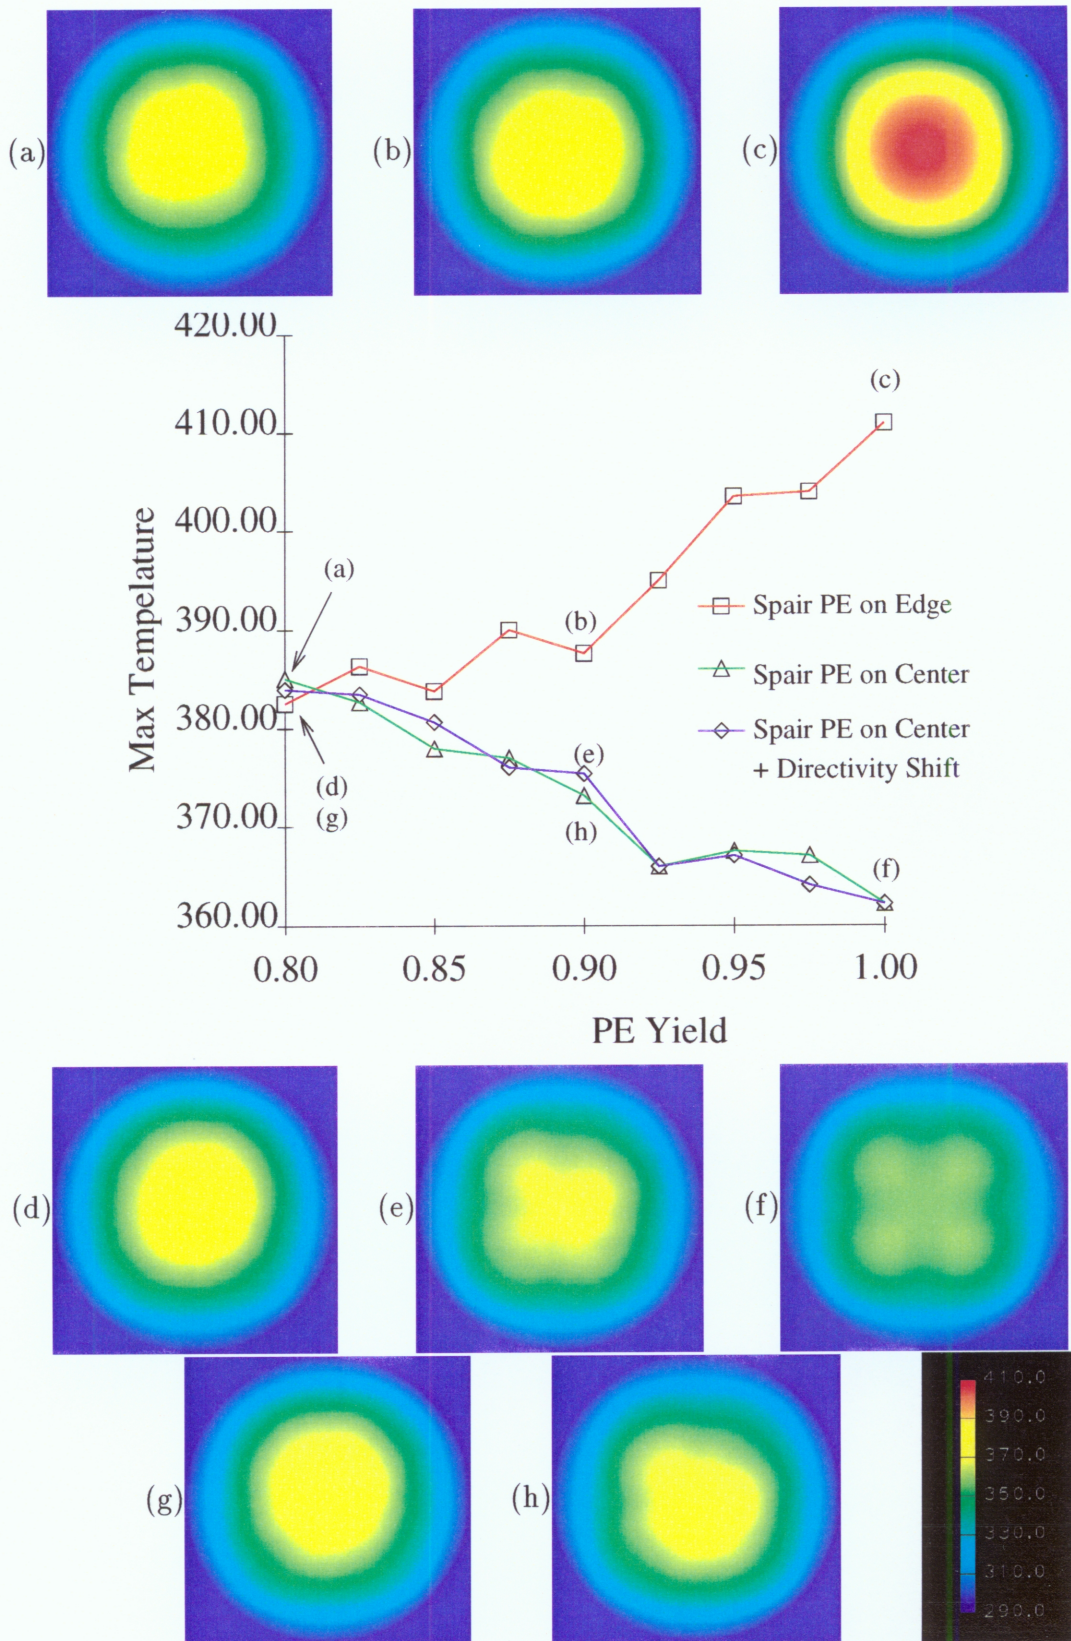 (a)
(b)
(c)
420.00
410.00
400.00
390.00
380.00
370.00
360.00
Max Tempelature
(a)
(b)
(c)
(d)
(g)
(e)
(h)
(f)
Spair PE on Edge
Spair PE on Center
Spair PE on Center
+ Directivity Shift
0.80 0.85 0.90 0.95 1.00
PE Yield
(d)
(e)
(f)
(g)
(h)
410.0
390.0
370.0
350.0
330.0
310.0
290.0